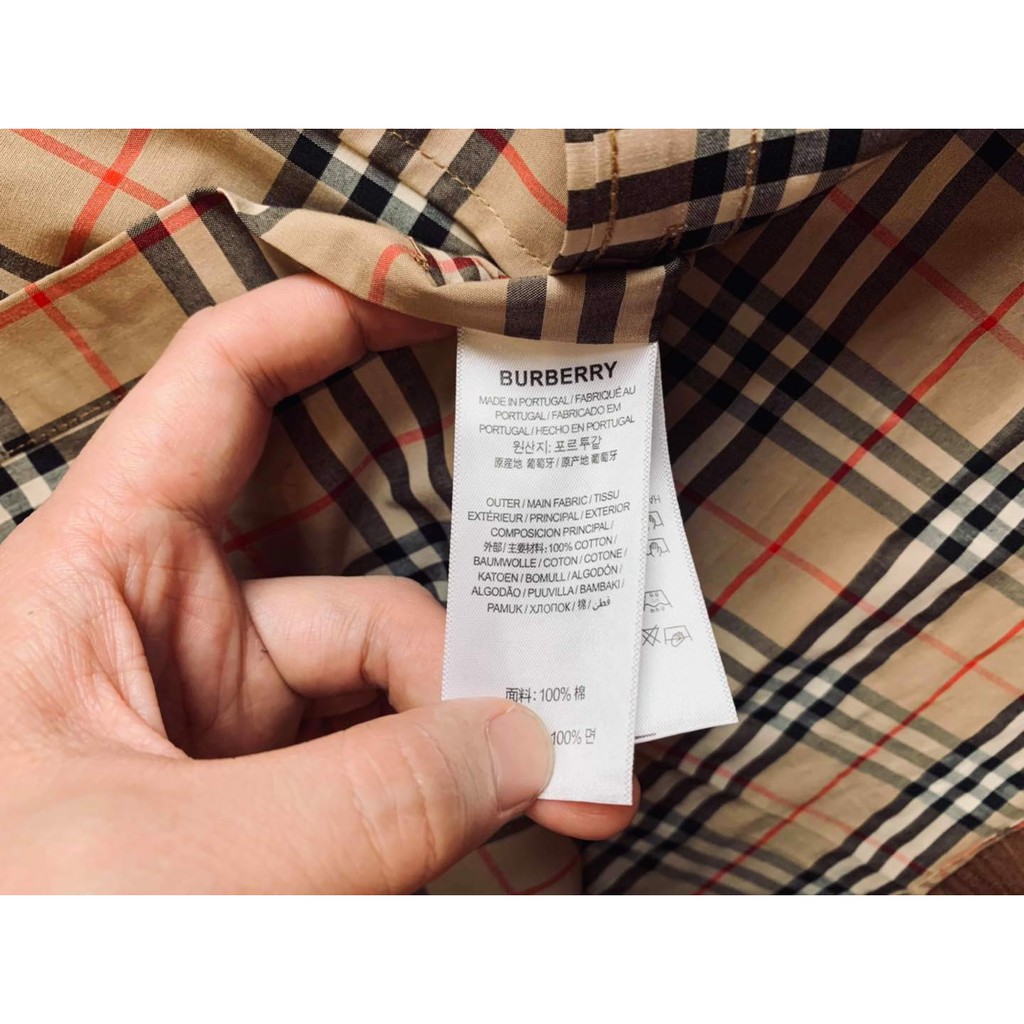 BURBERRY
MADE IN PORTUGAL / FABRIQUÉ AU
PORTUGAL / FABRICADO EM
PORTUGAL / HECHO EN PORTUGAL
원산지: 포르투갈
原産地 葡萄牙 / 原产地 葡萄牙
OUTER / MAIN FABRIC / TISSU
EXTÉRIEUR / PRINCIPAL / EXTERIOR
COMPOSICION PRINCIPAL /
外部 / 主要材料: 100% COTTON /
BAUMWOLLE / COTON / COTONE /
KATOEN / BOMULL / ALGODÓN /
ALGODÃO / PUUVILLA / BAMBAKI /
PAMUK / ХЛОПОК / 棉 / قطن
面料: 100% 棉
100% 면